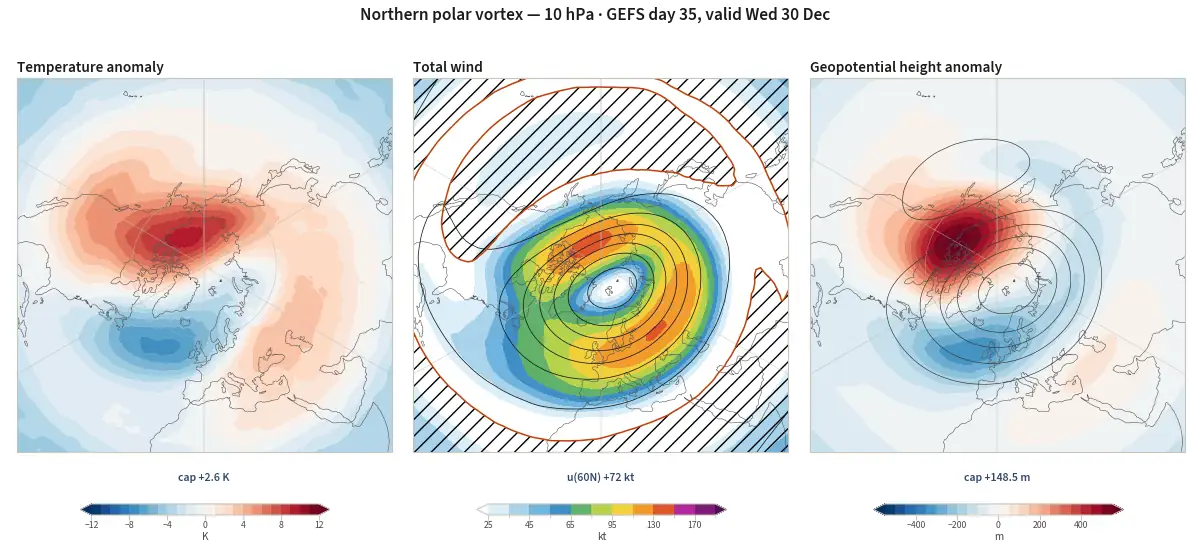 Northern polar vortex — 10 hPa · GEFS day 35, valid Wed 30 Dec
Temperature anomaly
Total wind
Geopotential height anomaly
cap +2.6 K
u(60N) +72 kt
cap +148.5 m
−12 −8 −4 0 4 8 12
K
25 45 65 95 130 170
kt
−400 −200 0 200 400
m